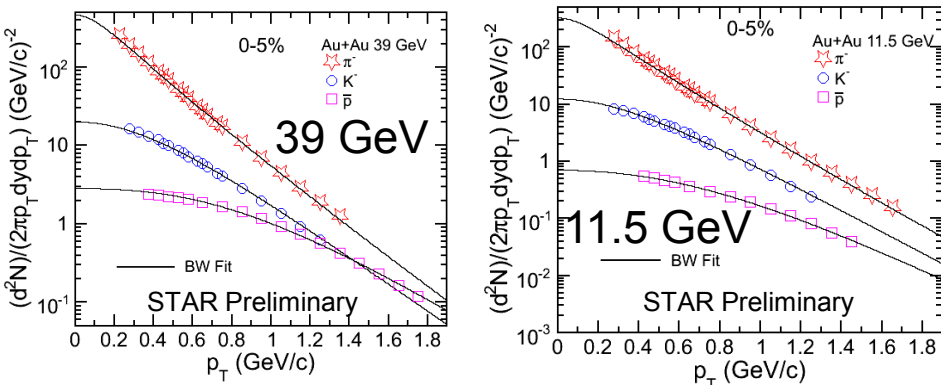 (d²N)/(2πp_T dydp_T) (GeV/c)⁻²
10²
10
1
10⁻¹
0-5%
Au+Au 39 GeV
π⁻
K⁻
p̅
39 GeV
BW Fit
STAR Preliminary
0 0.2 0.4 0.6 0.8 1 1.2 1.4 1.6 1.8
p_T (GeV/c)
(d²N)/(2πp_T dydp_T) (GeV/c)⁻²
10²
10
1
10⁻¹
10⁻²
10⁻³
0-5%
Au+Au 11.5 GeV
π⁻
K⁻
p̅
11.5 GeV
BW Fit
STAR Preliminary
0 0.2 0.4 0.6 0.8 1 1.2 1.4 1.6 1.8
p_T (GeV/c)